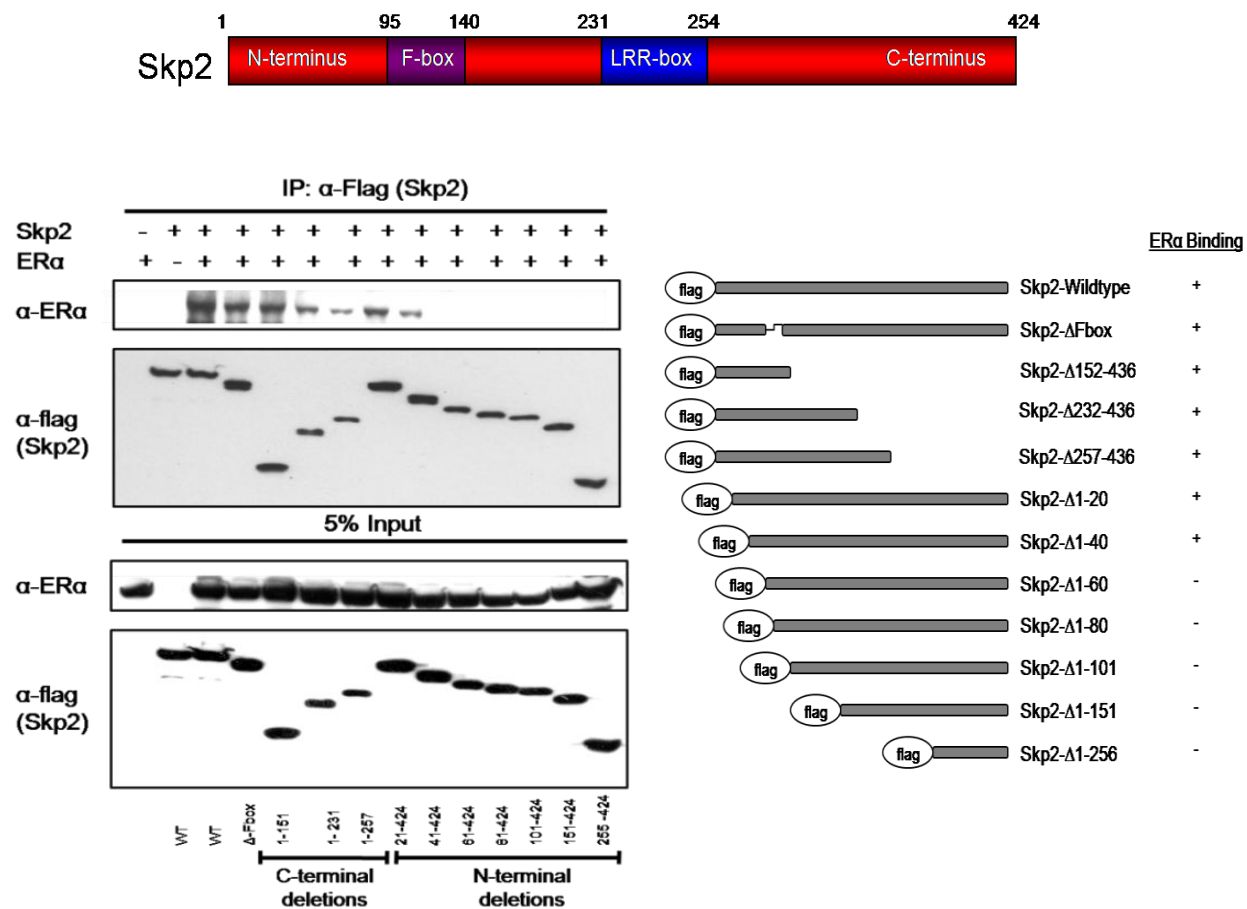 1 95 140 231 254 424
Skp2 N-terminus F-box LRR-box C-terminus
IP: α-Flag (Skp2)
Skp2 - + + + + + + + + + + + +
ERα + - + + + + + + + + + + +
α-ERα
α-flag
(Skp2)
5% Input
α-ERα
α-flag
(Skp2)
WT
WT
Δ-Fbox
1-151
1-231
1-257
21-424
41-424
61-424
81-424
101-424
151-424
255-424
C-terminal
deletions
N-terminal
deletions
ERα Binding
flag Skp2-Wildtype +
flag Skp2-ΔFbox +
flag Skp2-Δ152-436 +
flag Skp2-Δ232-436 +
flag Skp2-Δ257-436 +
flag Skp2-Δ1-20 +
flag Skp2-Δ1-40 +
flag Skp2-Δ1-60 -
flag Skp2-Δ1-80 -
flag Skp2-Δ1-101 -
flag Skp2-Δ1-151 -
flag Skp2-Δ1-256 -